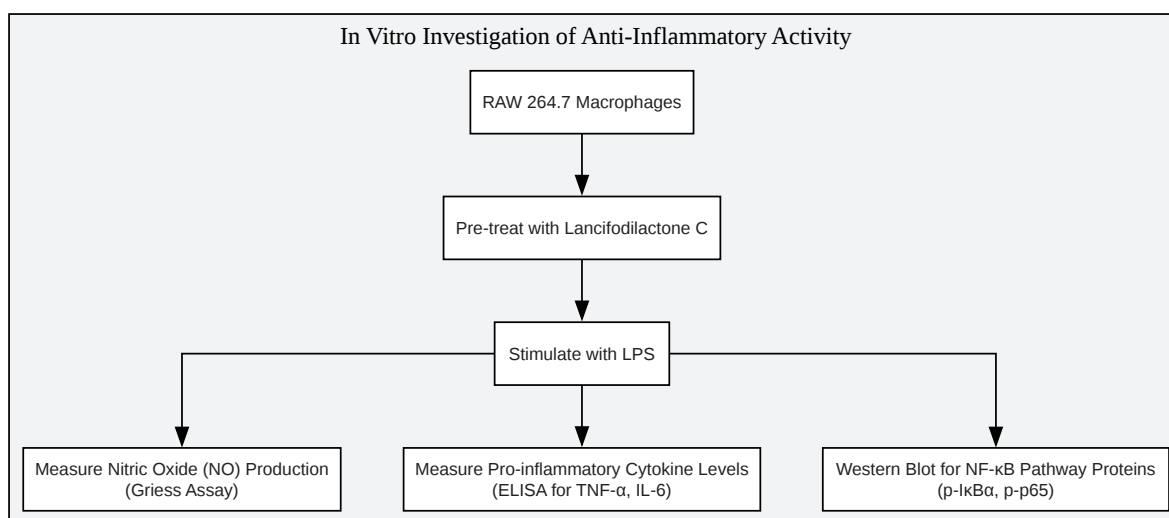 In Vitro Investigation of Anti-Inflammatory Activity
RAW 264.7 Macrophages
Pre-treat with Lancifodilactone C
Stimulate with LPS
Measure Nitric Oxide (NO) Production
(Griess Assay)
Measure Pro-inflammatory Cytokine Levels
(ELISA for TNF-α, IL-6)
Western Blot for NF-κB Pathway Proteins
(p-IκBα, p-p65)